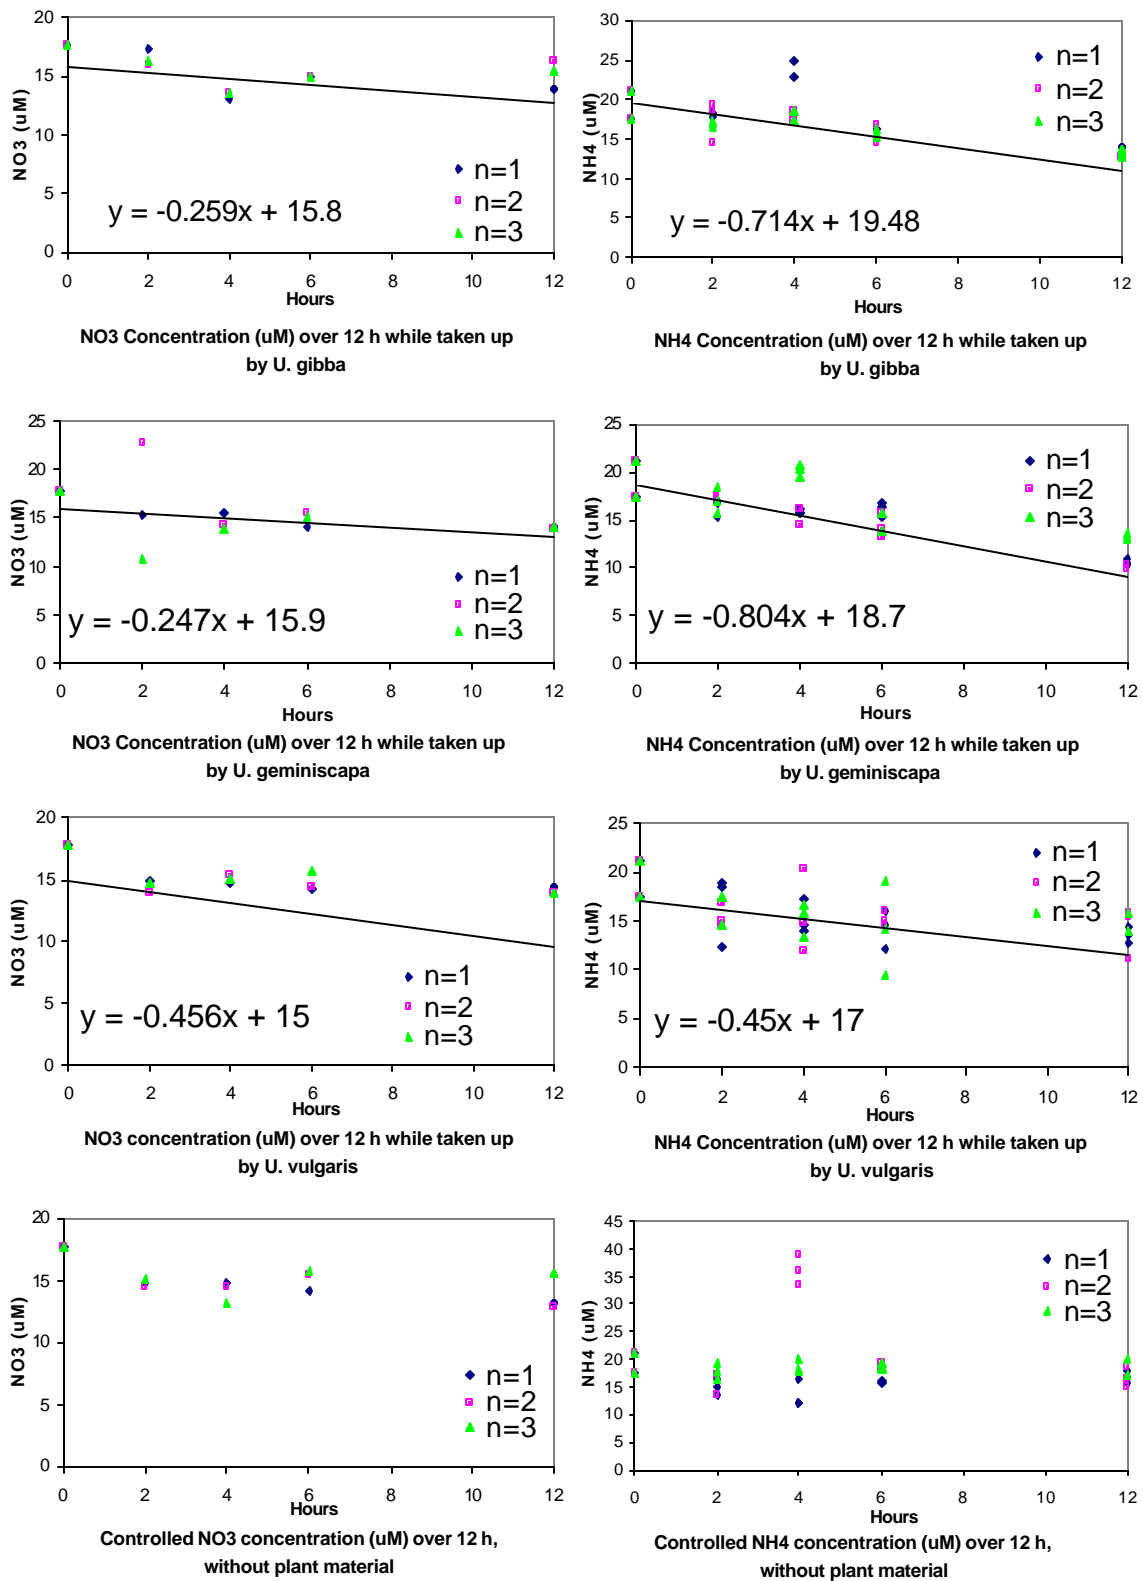 20
15
10
5
0
NO3 (uM)
n=1
n=2
n=3
y = -0.259x + 15.8
0 2 4 6 8 10 12
Hours
NO3 Concentration (uM) over 12 h while taken up
by U. gibba
30
25
20
15
10
5
0
NH4 (uM)
n=1
n=2
n=3
y = -0.714x + 19.48
0 2 4 6 8 10 12
Hours
NH4 Concentration (uM) over 12 h while taken up
by U. gibba
25
20
15
10
5
0
NO3 (uM)
n=1
n=2
n=3
y = -0.247x + 15.9
0 2 4 6 8 10 12
Hours
NO3 Concentration (uM) over 12 h while taken up
by U. geminiscapa
25
20
15
10
5
0
NH4 (uM)
n=1
n=2
n=3
y = -0.804x + 18.7
0 2 4 6 8 10 12
Hours
NH4 Concentration (uM) over 12 h while taken up
by U. geminiscapa
20
15
10
5
0
NO3 (uM)
n=1
n=2
n=3
y = -0.456x + 15
0 2 4 6 8 10 12
Hours
NO3 concentration (uM) over 12 h while taken up
by U. vulgaris
25
20
15
10
5
0
NH4 (uM)
n=1
n=2
n=3
y = -0.45x + 17
0 2 4 6 8 10 12
Hours
NH4 Concentration (uM) over 12 h while taken up
by U. vulgaris
20
15
10
5
0
NO3 (uM)
n=1
n=2
n=3
0 2 4 6 8 10 12
Hours
Controlled NO3 concentration (uM) over 12 h,
without plant material
45
40
35
30
25
20
15
10
5
0
NH4 (uM)
n=1
n=2
n=3
0 2 4 6 8 10 12
Hours
Controlled NH4 concentration (uM) over 12 h,
without plant material